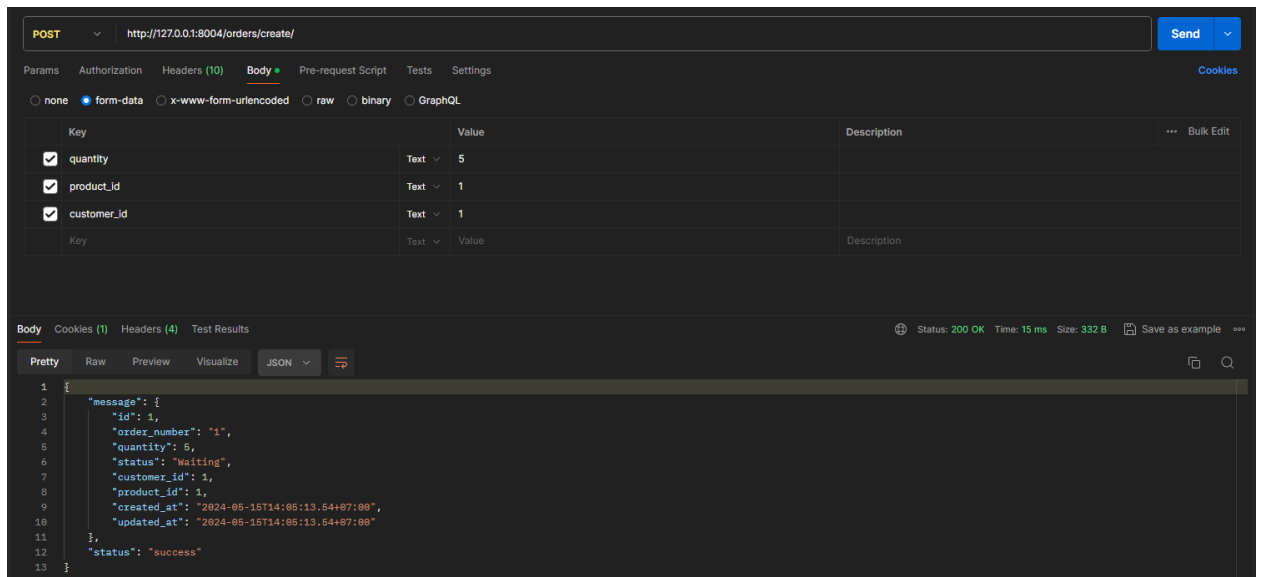 POST http://127.0.0.1:8004/orders/create/ Send
Params Authorization Headers (10) Body Pre-request Script Tests Settings Cookies
none form-data x-www-form-urlencoded raw binary GraphQL
Key Value Description ••• Bulk Edit
quantity Text 5
product_id Text 1
customer_id Text 1
Key Text Value Description
Body Cookies (1) Headers (4) Test Results Status: 200 OK Time: 15 ms Size: 332 B Save as example
Pretty Raw Preview Visualize JSON
1 {
2 "message": {
3 "id": 1,
4 "order_number": "1",
5 "quantity": 5,
6 "status": "Waiting",
7 "customer_id": 1,
8 "product_id": 1,
9 "created_at": "2024-05-15T14:05:13.54+07:00",
10 "updated_at": "2024-05-15T14:05:13.54+07:00"
11 },
12 "status": "success"
13 }